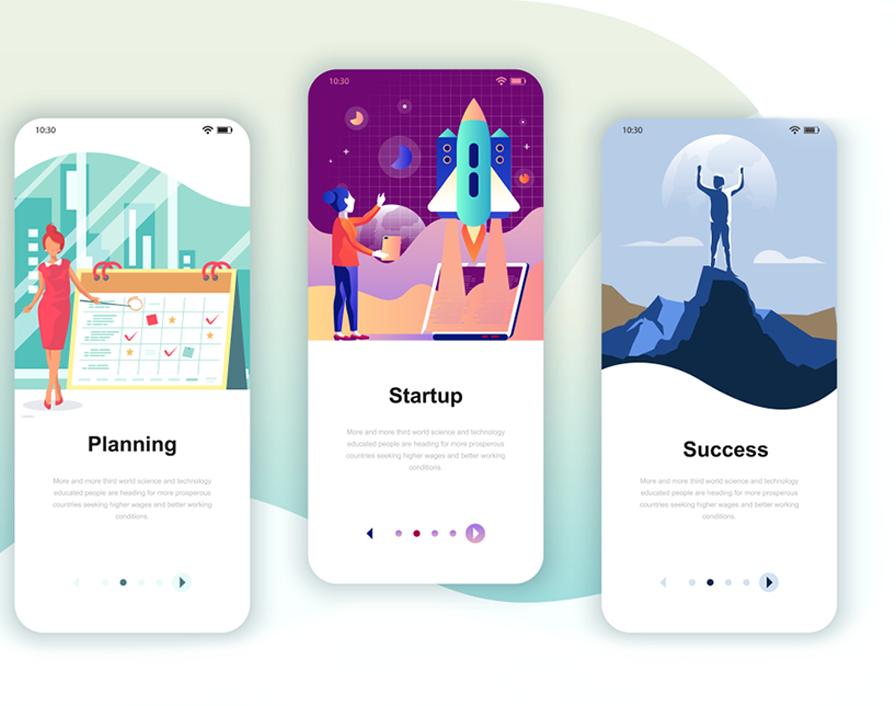 10:30
Planning
More and more third world science and technology
educated people are heading for more prosperous
countries seeking higher wages and better working
conditions.
10:30
Startup
More and more third world science and technology
educated people are heading for more prosperous
countries seeking higher wages and better working
conditions.
10:30
Success
More and more third world science and technology
educated people are heading for more prosperous
countries seeking higher wages and better working
conditions.